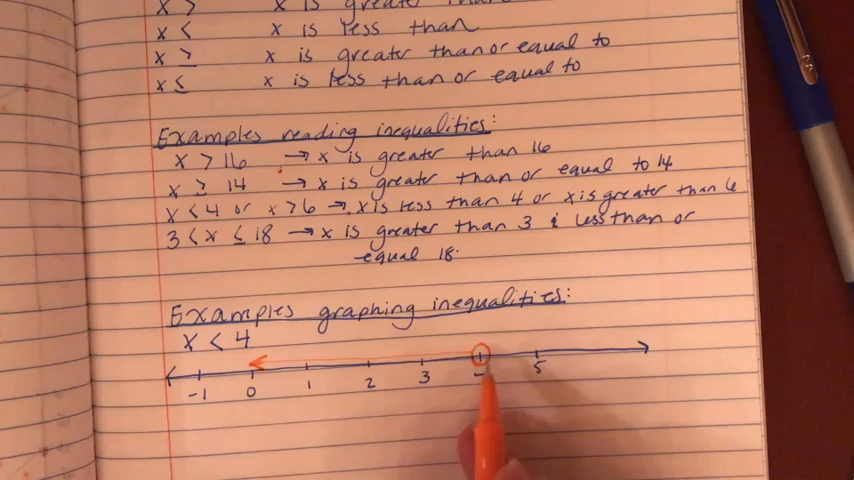 x > x is greater than
x < x is less than
x ≥ x is greater than or equal to
x ≤ x is less than or equal to
Examples reading inequalities:
x > 16 → x is greater than 16
x ≥ 14 → x is greater than or equal to 14
x < 4 or x > 6 → x is less than 4 or x is greater than 6
3 < x ≤ 18 → x is greater than 3 & less than or
equal 18.
Examples graphing inequalities:
x < 4
-1 0 1 2 3 5